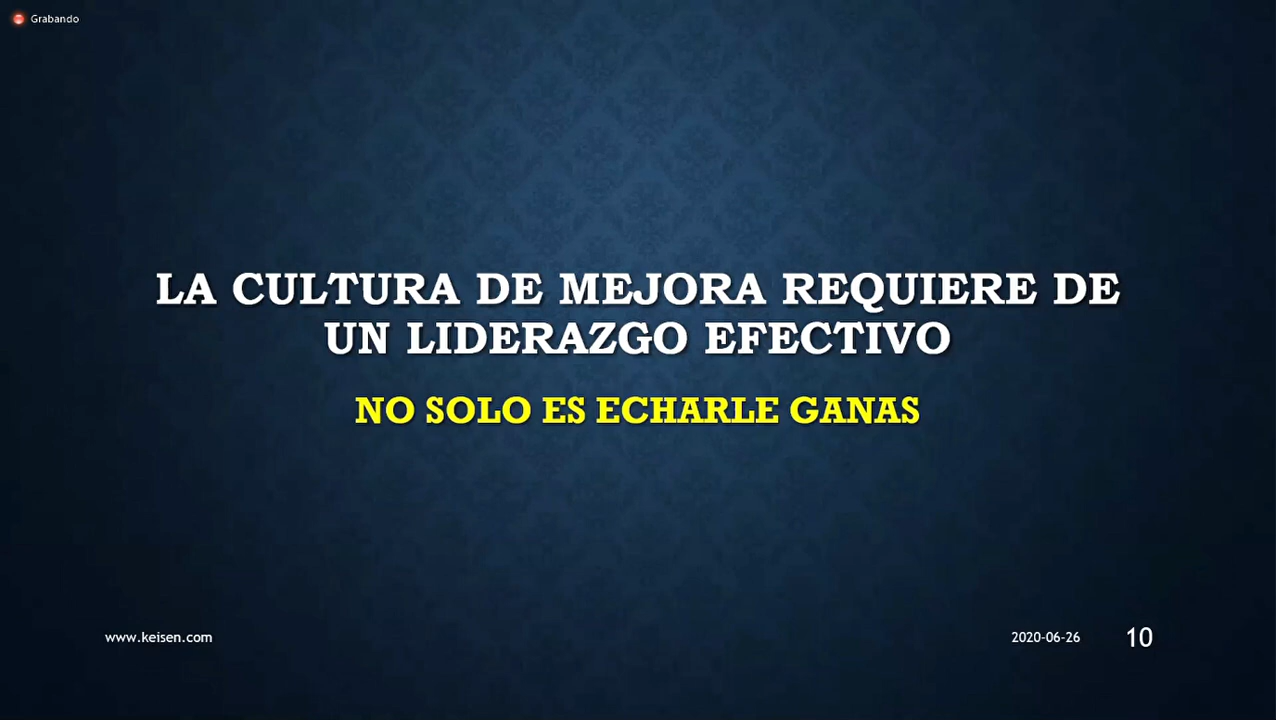 Grabando
LA CULTURA DE MEJORA REQUIERE DE
UN LIDERAZGO EFECTIVO
NO SOLO ES ECHARLE GANAS
www.keisen.com
2020-06-26
10